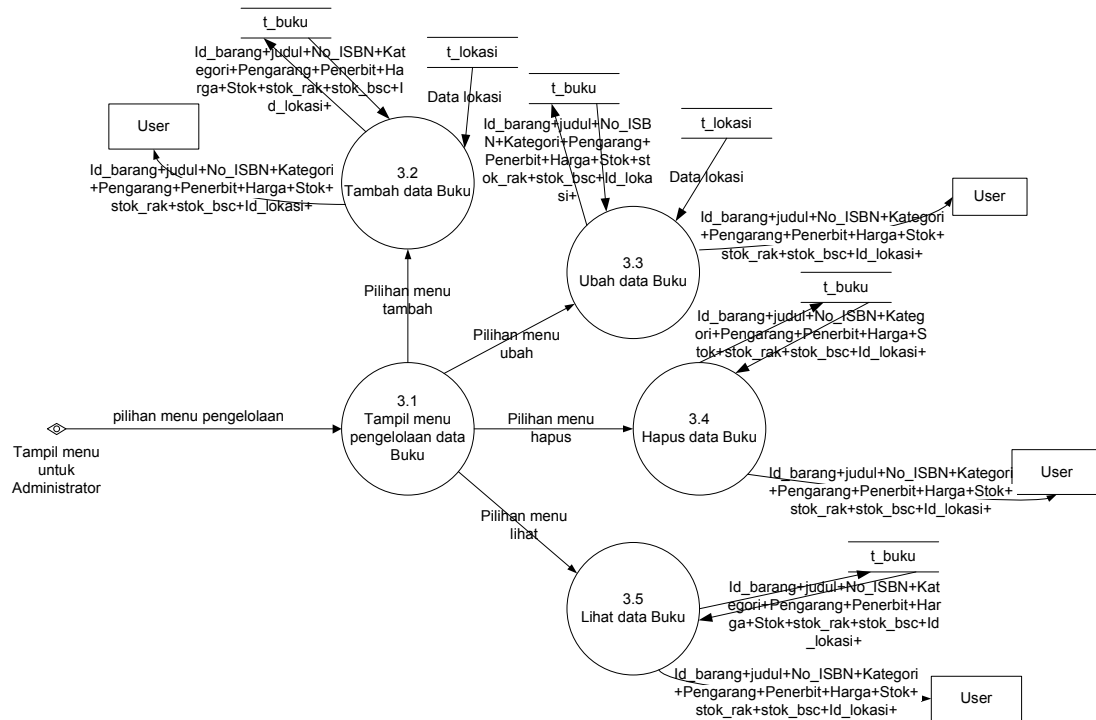 t_buku
Id_barang+judul+No_ISBN+Kat
egori+Pengarang+Penerbit+Ha
rga+Stok+stok_rak+stok_bsc+I
d_lokasi+
t_lokasi
Data lokasi
User
Id_barang+judul+No_ISBN+Kategori
+Pengarang+Penerbit+Harga+Stok+
stok_rak+stok_bsc+Id_lokasi+
3.2
Tambah data Buku
t_buku
Id_barang+judul+No_ISB
N+Kategori+Pengarang+
Penerbit+Harga+Stok+st
ok_rak+stok_bsc+Id_loka
si+
t_lokasi
Data lokasi
3.3
Ubah data Buku
User
Id_barang+judul+No_ISBN+Kategori
+Pengarang+Penerbit+Harga+Stok+
stok_rak+stok_bsc+Id_lokasi+
Pilihan menu
tambah
Pilihan menu
ubah
t_buku
Id_barang+judul+No_ISBN+Kateg
ori+Pengarang+Penerbit+Harga+S
tok+stok_rak+stok_bsc+Id_lokasi+
pilihan menu pengelolaan
Tampil menu
untuk
Administrator
3.1
Tampil menu
pengelolaan data
Buku
Pilihan menu
hapus
3.4
Hapus data Buku
Id_barang+judul+No_ISBN+Kategori
+Pengarang+Penerbit+Harga+Stok+
stok_rak+stok_bsc+Id_lokasi+
User
Pilihan menu
lihat
3.5
Lihat data Buku
t_buku
Id_barang+judul+No_ISBN+Kat
egori+Pengarang+Penerbit+Har
ga+Stok+stok_rak+stok_bsc+Id
_lokasi+
Id_barang+judul+No_ISBN+Kategori
+Pengarang+Penerbit+Harga+Stok+
stok_rak+stok_bsc+Id_lokasi+
User